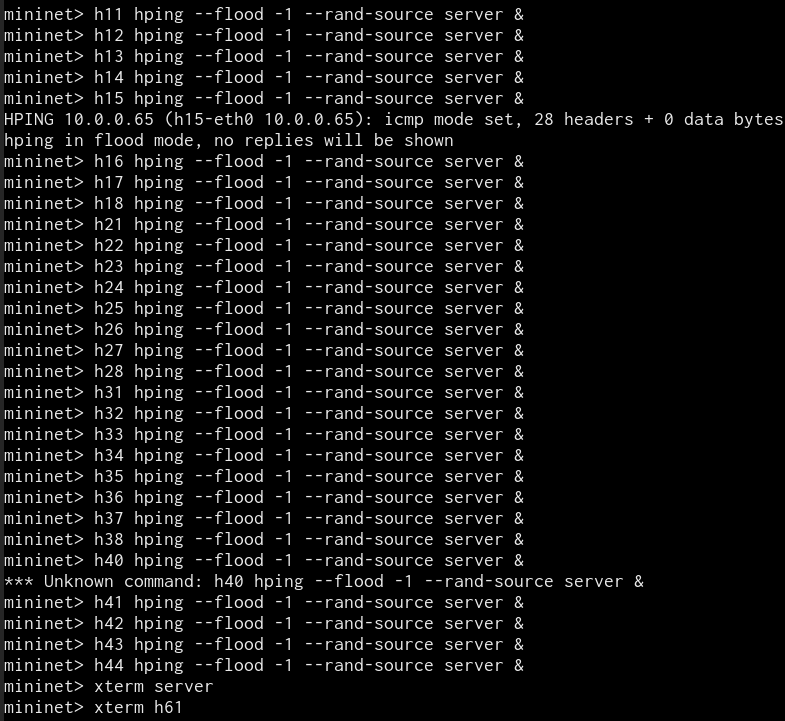 mininet> h11 hping --flood -1 --rand-source server &
mininet> h12 hping --flood -1 --rand-source server &
mininet> h13 hping --flood -1 --rand-source server &
mininet> h14 hping --flood -1 --rand-source server &
mininet> h15 hping --flood -1 --rand-source server &
HPING 10.0.0.65 (h15-eth0 10.0.0.65): icmp mode set, 28 headers + 0 data bytes
hping in flood mode, no replies will be shown
mininet> h16 hping --flood -1 --rand-source server &
mininet> h17 hping --flood -1 --rand-source server &
mininet> h18 hping --flood -1 --rand-source server &
mininet> h21 hping --flood -1 --rand-source server &
mininet> h22 hping --flood -1 --rand-source server &
mininet> h23 hping --flood -1 --rand-source server &
mininet> h24 hping --flood -1 --rand-source server &
mininet> h25 hping --flood -1 --rand-source server &
mininet> h26 hping --flood -1 --rand-source server &
mininet> h27 hping --flood -1 --rand-source server &
mininet> h28 hping --flood -1 --rand-source server &
mininet> h31 hping --flood -1 --rand-source server &
mininet> h32 hping --flood -1 --rand-source server &
mininet> h33 hping --flood -1 --rand-source server &
mininet> h34 hping --flood -1 --rand-source server &
mininet> h35 hping --flood -1 --rand-source server &
mininet> h36 hping --flood -1 --rand-source server &
mininet> h37 hping --flood -1 --rand-source server &
mininet> h38 hping --flood -1 --rand-source server &
mininet> h40 hping --flood -1 --rand-source server &
*** Unknown command: h40 hping --flood -1 --rand-source server &
mininet> h41 hping --flood -1 --rand-source server &
mininet> h42 hping --flood -1 --rand-source server &
mininet> h43 hping --flood -1 --rand-source server &
mininet> h44 hping --flood -1 --rand-source server &
mininet> xterm server
mininet> xterm h61